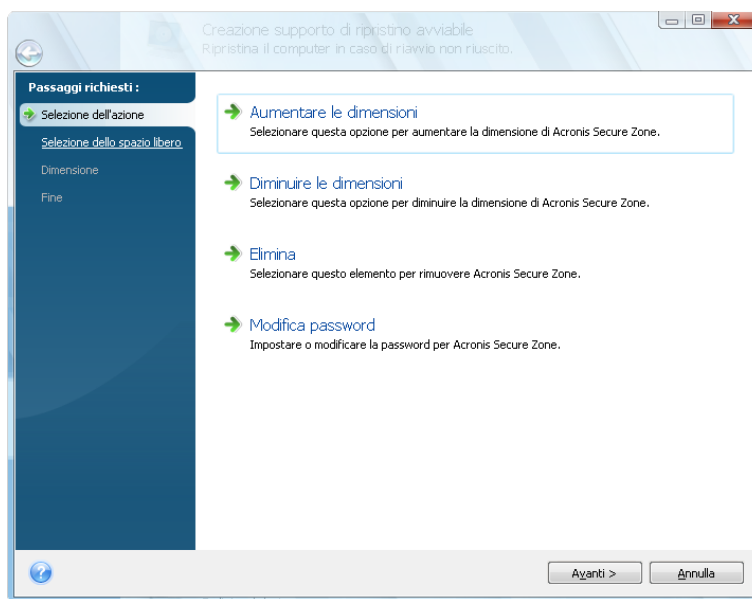 Creazione supporto di ripristino avviabile
Ripristina il computer in caso di riavvio non riuscito.
Passaggi richiesti :
Selezione dell'azione
Selezione dello spazio libero
Dimensione
Fine
Aumentare le dimensioni
Selezionare questa opzione per aumentare la dimensione di Acronis Secure Zone.
Diminuire le dimensioni
Selezionare questa opzione per diminuire la dimensione di Acronis Secure Zone.
Elimina
Selezionare questo elemento per rimuovere Acronis Secure Zone.
Modifica password
Impostare o modificare la password per Acronis Secure Zone.
Avanti >
Annulla